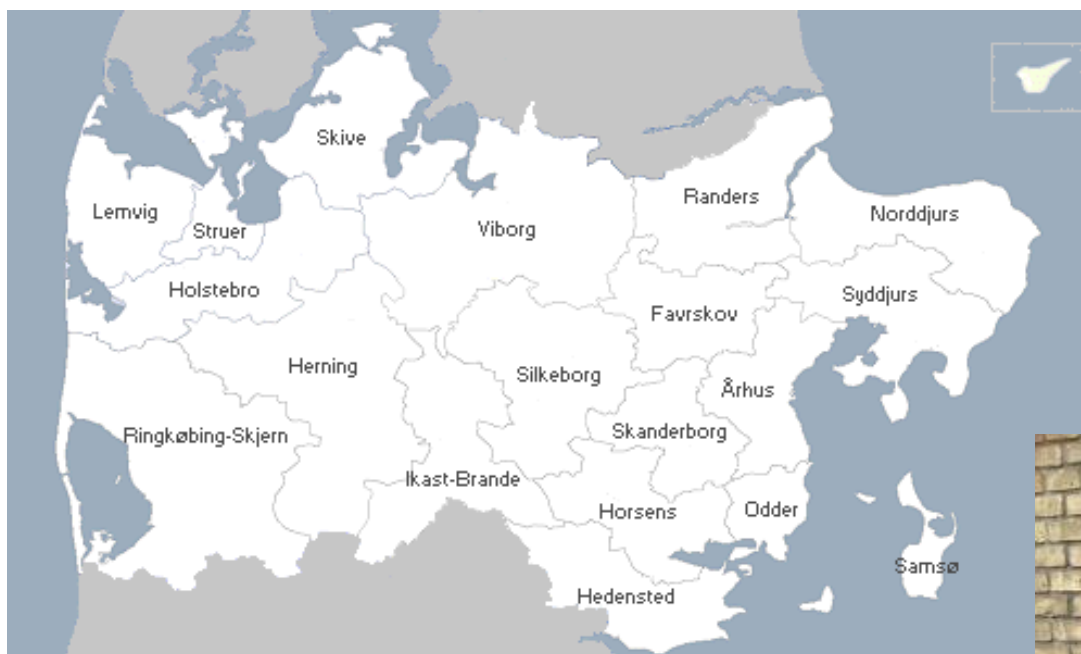 Skive
Lemvig
Struer
Viborg
Randers
Norddjurs
Holstebro
Favrskov
Syddjurs
Herning
Silkeborg
Århus
Ringkøbing-Skjern
Skanderborg
Ikast-Brande
Horsens
Odder
Samsø
Hedensted